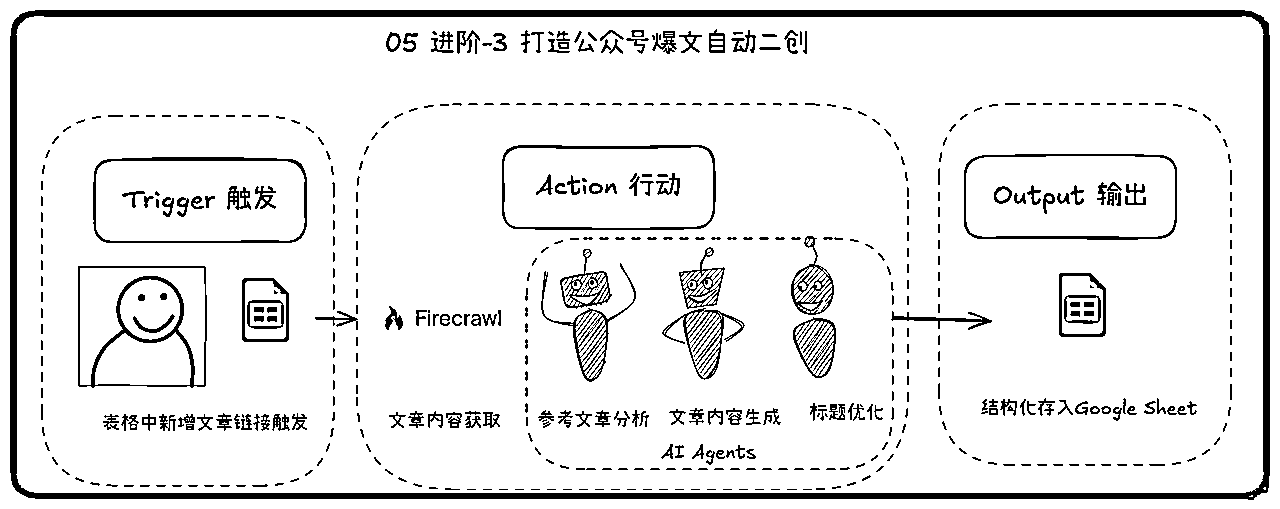 05 进阶-3 打造公众号爆文自动二创
Trigger 触发
表格中新增文章链接触发
Action 行动
Firecrawl
文章内容获取
参考文章分析
文章内容生成
标题优化
AI Agents
Output 输出
结构化存入Google Sheet